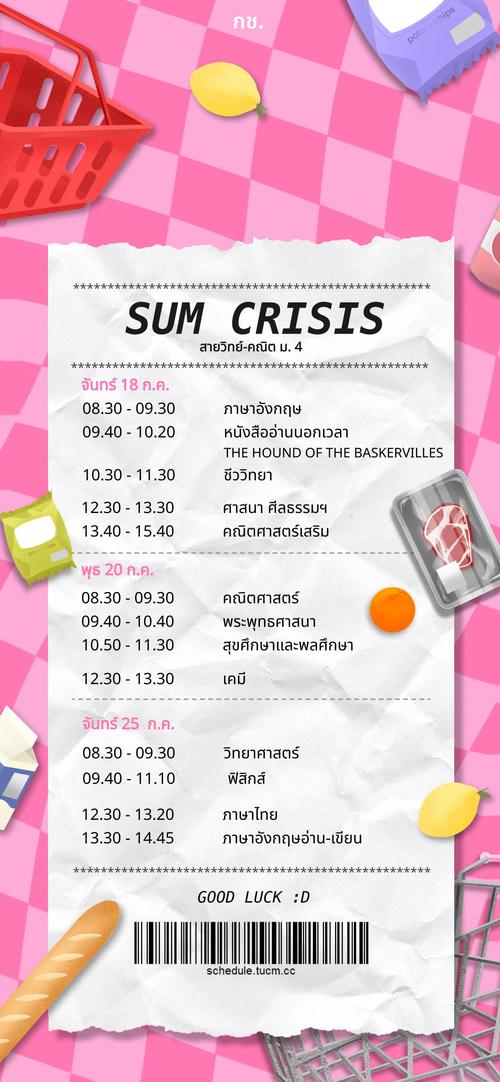 กช.
potato chips
************************************************
SUM CRISIS
สายวิทย์-คณิต ม. 4
************************************************
จันทร์ 18 ก.ค.
08.30 - 09.30 ภาษาอังกฤษ
09.40 - 10.20 หนังสืออ่านนอกเวลา
THE HOUND OF THE BASKERVILLES
10.30 - 11.30 ชีววิทยา
12.30 - 13.30 ศาสนา ศีลธรรมฯ
13.40 - 15.40 คณิตศาสตร์เสริม
พุธ 20 ก.ค.
08.30 - 09.30 คณิตศาสตร์
09.40 - 10.40 พระพุทธศาสนา
10.50 - 11.30 สุขศึกษาและพลศึกษา
12.30 - 13.30 เคมี
จันทร์ 25 ก.ค.
08.30 - 09.30 วิทยาศาสตร์
09.40 - 11.10 ฟิสิกส์
12.30 - 13.20 ภาษาไทย
13.30 - 14.45 ภาษาอังกฤษอ่าน-เขียน
************************************************
GOOD LUCK :D
schedule.tucm.cc